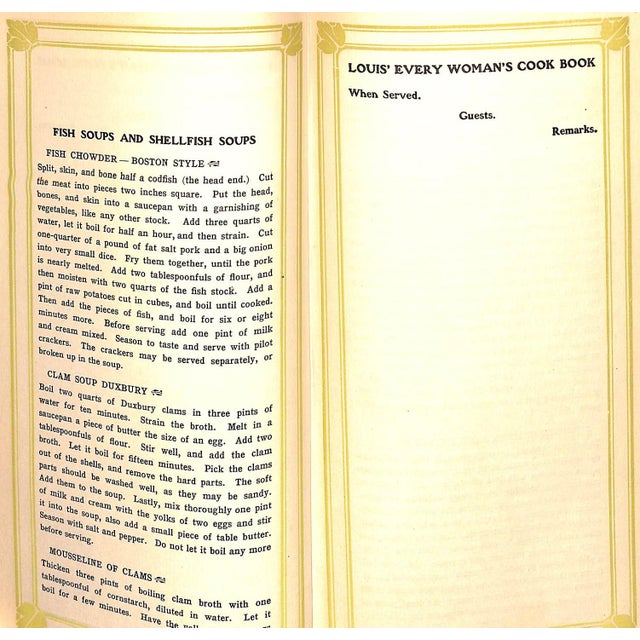 FISH SOUPS AND SHELLFISH SOUPS
FISH CHOWDER — BOSTON STYLE
Split, skin, and bone half a codfish (the head end.) Cut
the meat into pieces two inches square. Put the head,
bones, and skin into a saucepan with a garnishing of
vegetables, like any other stock. Add three quarts of
water, let it boil for half an hour, and then strain. Cut
one-quarter of a pound of fat salt pork and a big onion
into very small dice. Fry them together, until the pork
is nearly melted. Add two tablespoonfuls of flour, and
then moisten with two quarts of the fish stock. Add a
pint of raw potatoes cut in cubes, and boil until cooked.
Then add the pieces of fish, and boil for six or eight
minutes more. Before serving add one pint of milk
and cream mixed. Season to taste and serve with pilot
crackers. The crackers may be served separately, or
broken up in the soup.
CLAM SOUP DUXBURY
Boil two quarts of Duxbury clams in three pints of
water for ten minutes. Strain the broth. Melt in a
saucepan a piece of butter the size of an egg. Add two
tablespoonfuls of flour. Stir well, and add the clam
broth. Let it boil for fifteen minutes. Pick the clams
out of the shells, and remove the hard parts. The soft
parts should be washed well, as they may be sandy.
Add them to the soup. Lastly, mix thoroughly one pint
of milk and cream with the yolks of two eggs and stir
it into the soup, also add a small piece of table butter.
Season with salt and pepper. Do not let it boil any more
before serving.
MOUSSELINE OF CLAMS
Thicken three pints of boiling clam broth with one
tablespoonful of cornstarch, diluted in water. Let it
boil for a few minutes. Have the
LOUIS' EVERY WOMAN'S COOK BOOK
When Served.
Guests.
Remarks.